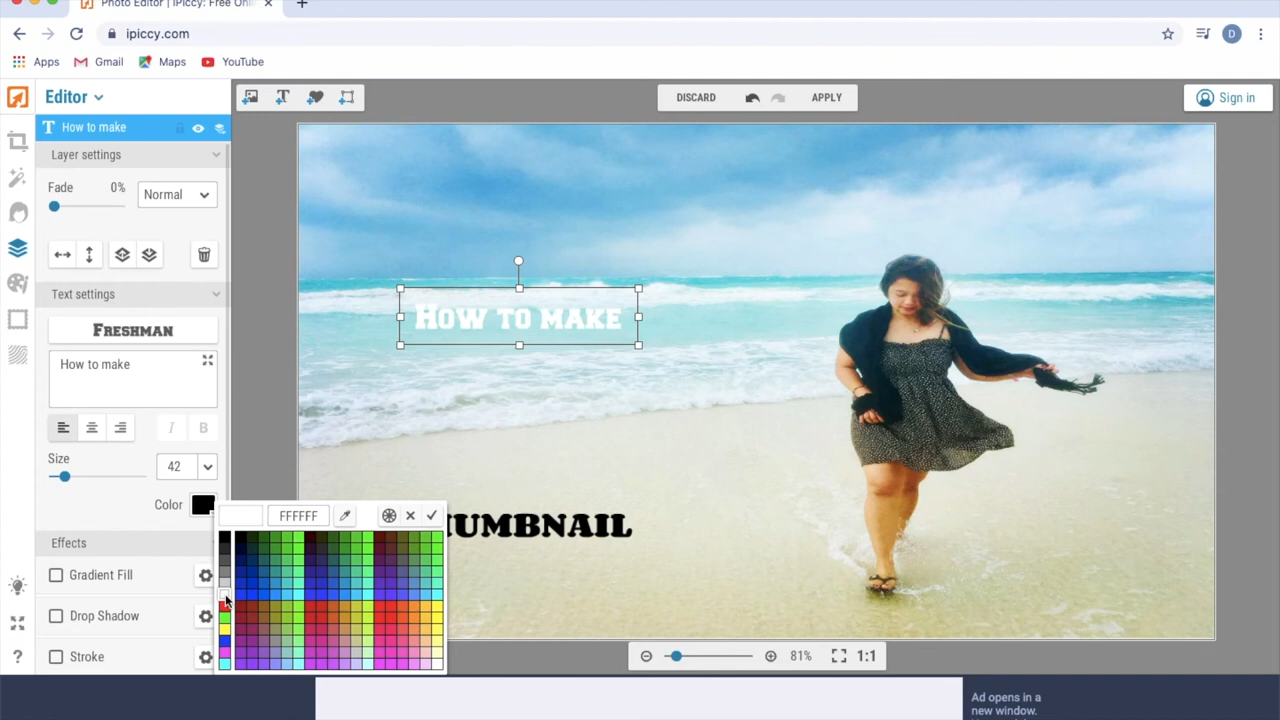 Photo Editor | iPiccy: Free Onl
ipiccy.com
D
Apps
Gmail
Maps
YouTube
Editor
DISCARD
APPLY
Sign in
T How to make
Layer settings
Fade 0%
Normal
Text settings
FRESHMAN
How to make
I B
Size
42
Color
FFFFFF
Effects
Gradient Fill
Drop Shadow
Stroke
HOW TO MAKE
UMBNAIL
81%
1:1
?
Ad opens in a
new window.